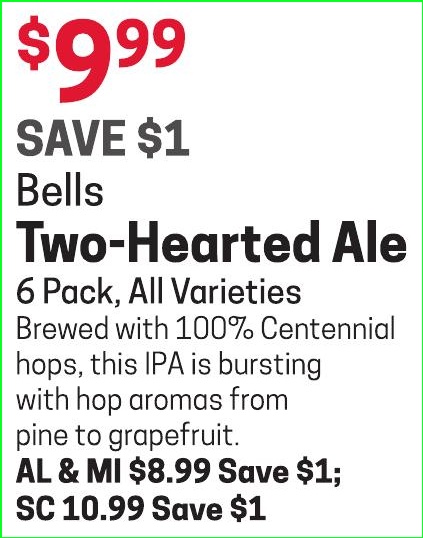 $9.99
SAVE $1
Bells
Two-Hearted Ale
6 Pack, All Varieties
Brewed with 100% Centennial
hops, this IPA is bursting
with hop aromas from
pine to grapefruit.
AL & MI $8.99 Save $1;
SC 10.99 Save $1